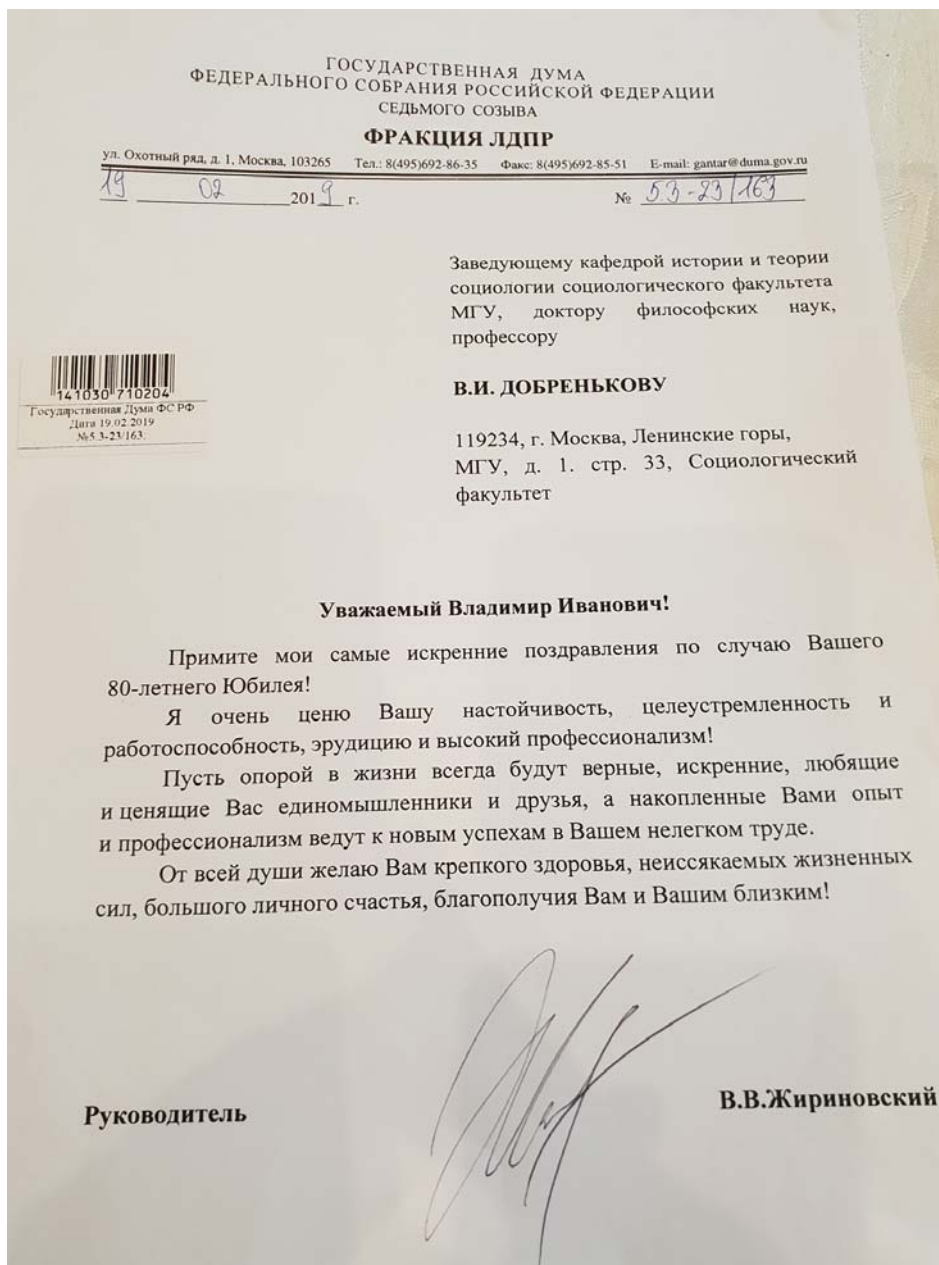 ГОСУДАРСТВЕННАЯ ДУМА
ФЕДЕРАЛЬНОГО СОБРАНИЯ РОССИЙСКОЙ ФЕДЕРАЦИИ
СЕДЬМОГО СОЗЫВА
ФРАКЦИЯ ЛДПР
ул. Охотный ряд, д. 1, Москва, 103265 Тел.: 8(495)692-86-35 Факс: 8(495)692-85-51 E-mail: gantar@duma.gov.ru
19 02 2019 г. № 5.3-23/163
Заведующему кафедрой истории и теории
социологии социологического факультета
МГУ, доктору философских наук,
профессору
В.И. ДОБРЕНЬКОВУ
119234, г. Москва, Ленинские горы,
МГУ, д. 1. стр. 33, Социологический
факультет
141030 710204
Государственная Дума ФС РФ
Дата 19.02.2019
№5.3-23/163;
Уважаемый Владимир Иванович!
Примите мои самые искренние поздравления по случаю Вашего
80-летнего Юбилея!
Я очень ценю Вашу настойчивость, целеустремленность и
работоспособность, эрудицию и высокий профессионализм!
Пусть опорой в жизни всегда будут верные, искренние, любящие
и ценящие Вас единомышленники и друзья, а накопленные Вами опыт
и профессионализм ведут к новым успехам в Вашем нелегком труде.
От всей души желаю Вам крепкого здоровья, неиссякаемых жизненных
сил, большого личного счастья, благополучия Вам и Вашим близким!
Руководитель В.В.Жириновский